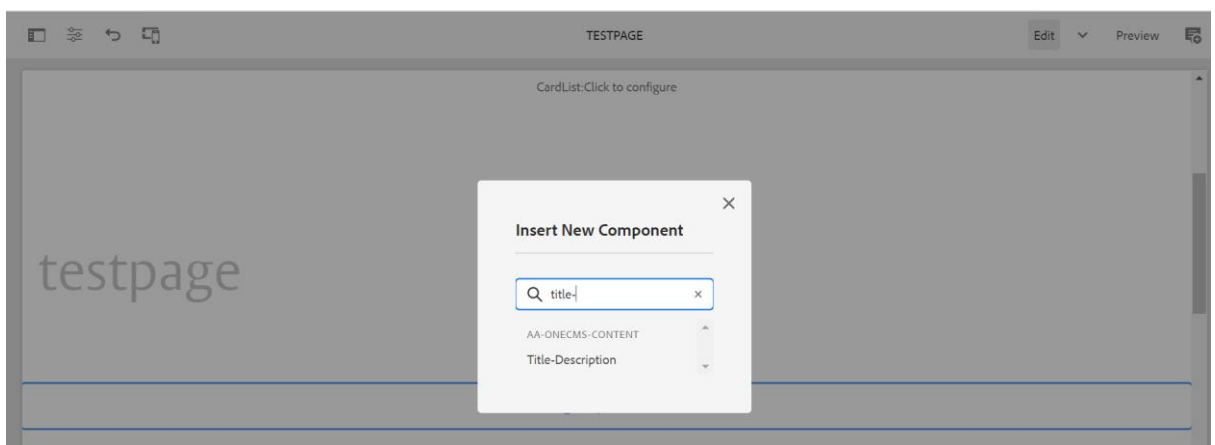 TESTPAGE
Edit
Preview
CardList:Click to configure
Insert New Component
testpage
title-
AA-ONECMS-CONTENT
Title-Description